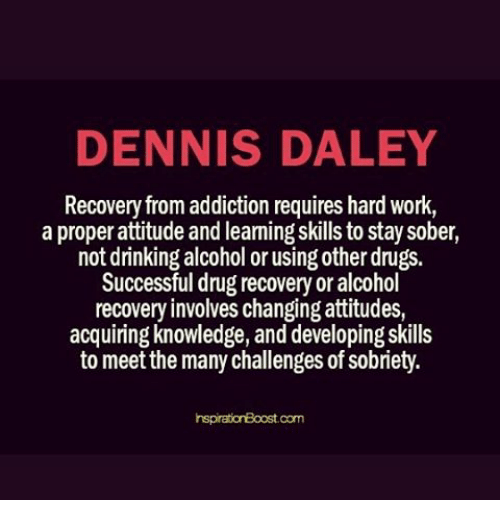 DENNIS DALEY
Recovery from addiction requires hard work,
a proper attitude and learning skills to stay sober,
not drinking alcohol or using other drugs.
Successful drug recovery or alcohol
recovery involves changing attitudes,
acquiring knowledge, and developing skills
to meet the many challenges of sobriety.
InspirationBoost.com